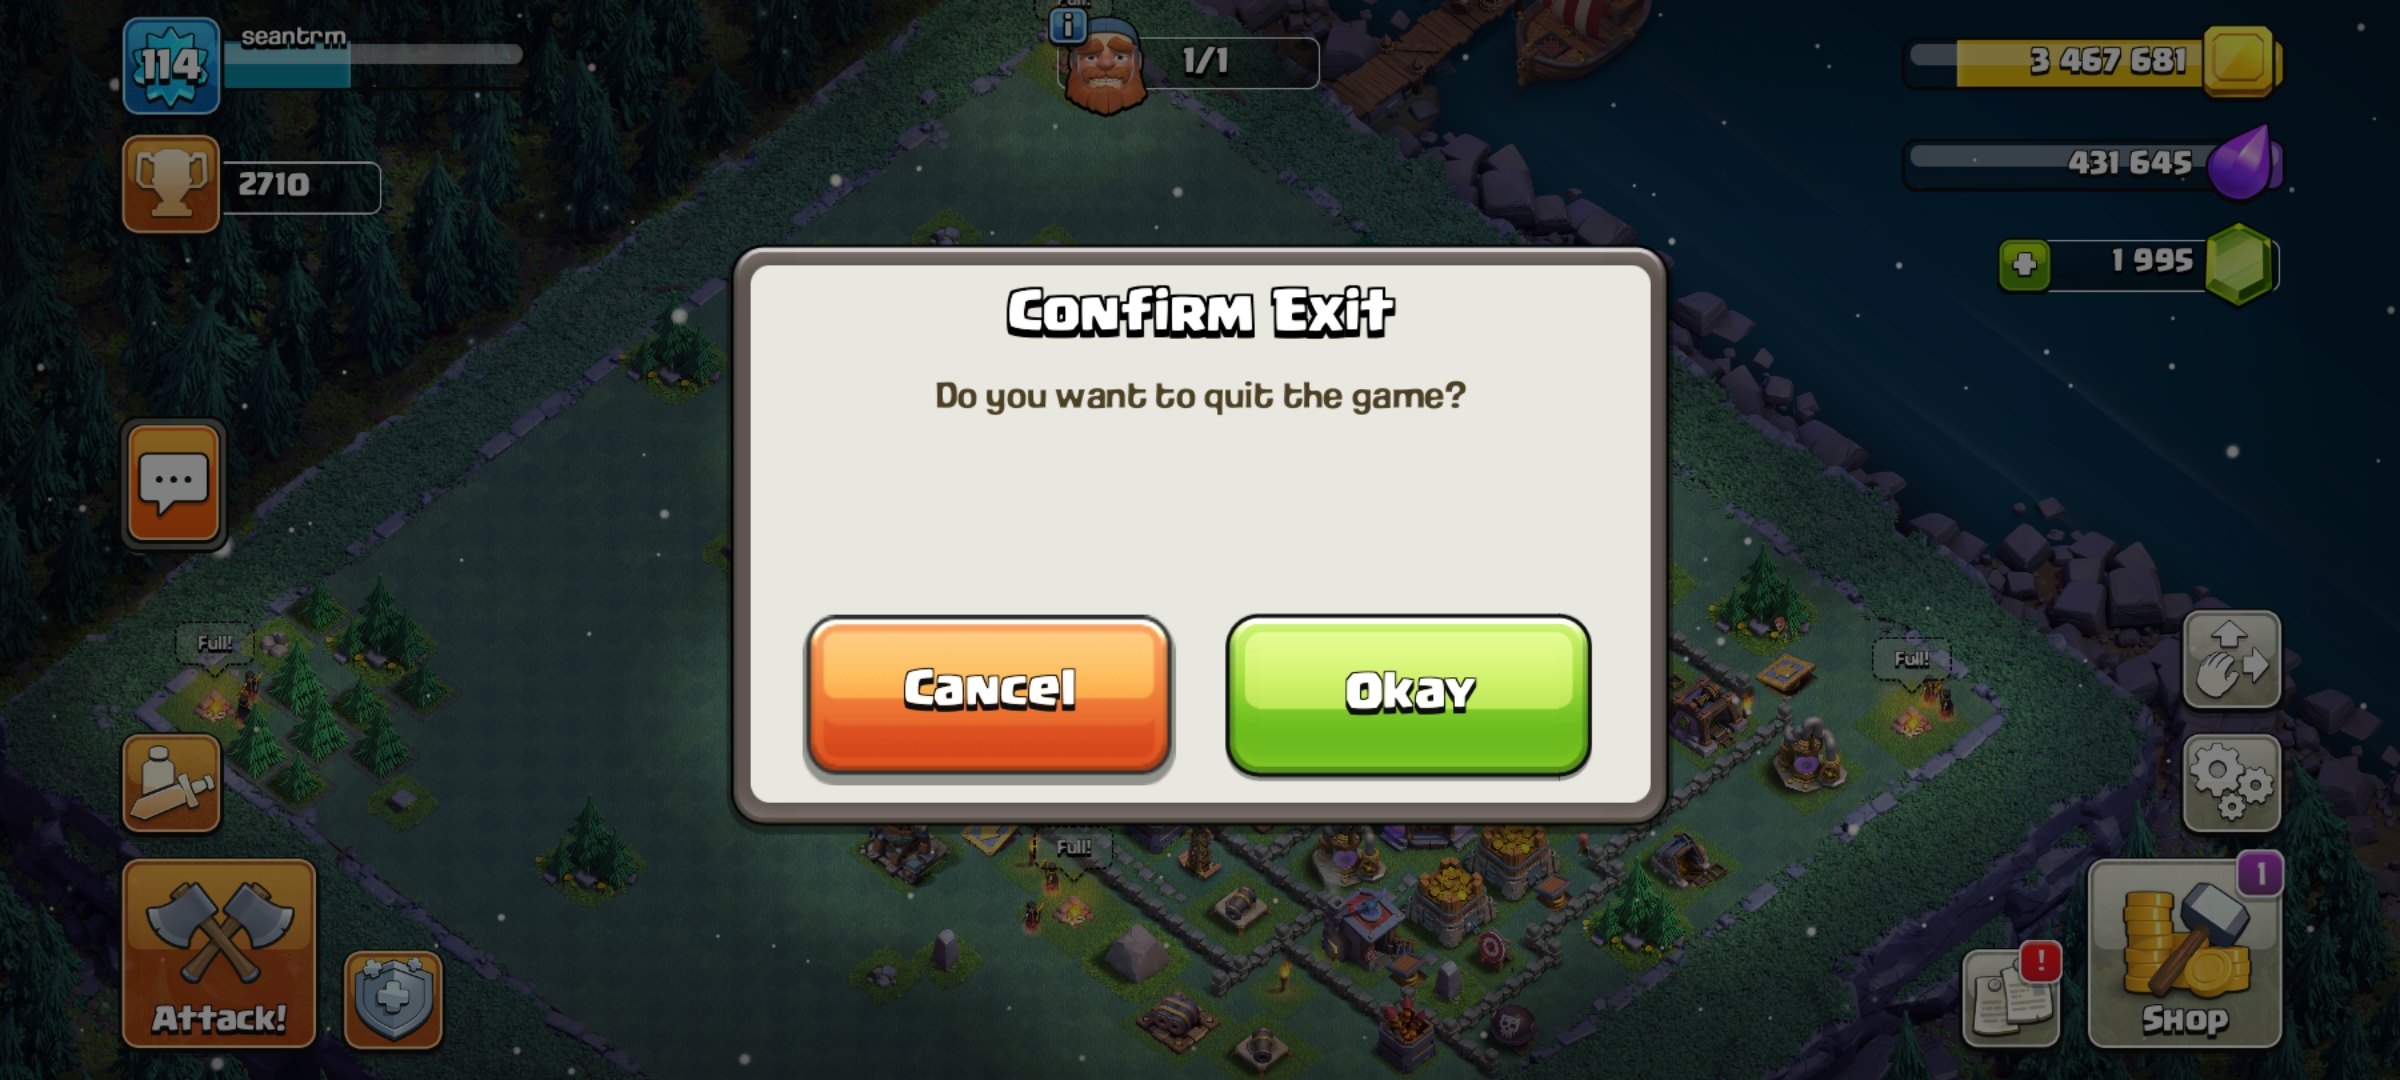 114
seantrm
1/1
3 467 681
2710
431 645
1 995
Confirm Exit
Do you want to quit the game?
Cancel
Okay
Full!
Full!
Full!
Attack!
1
!
Shop